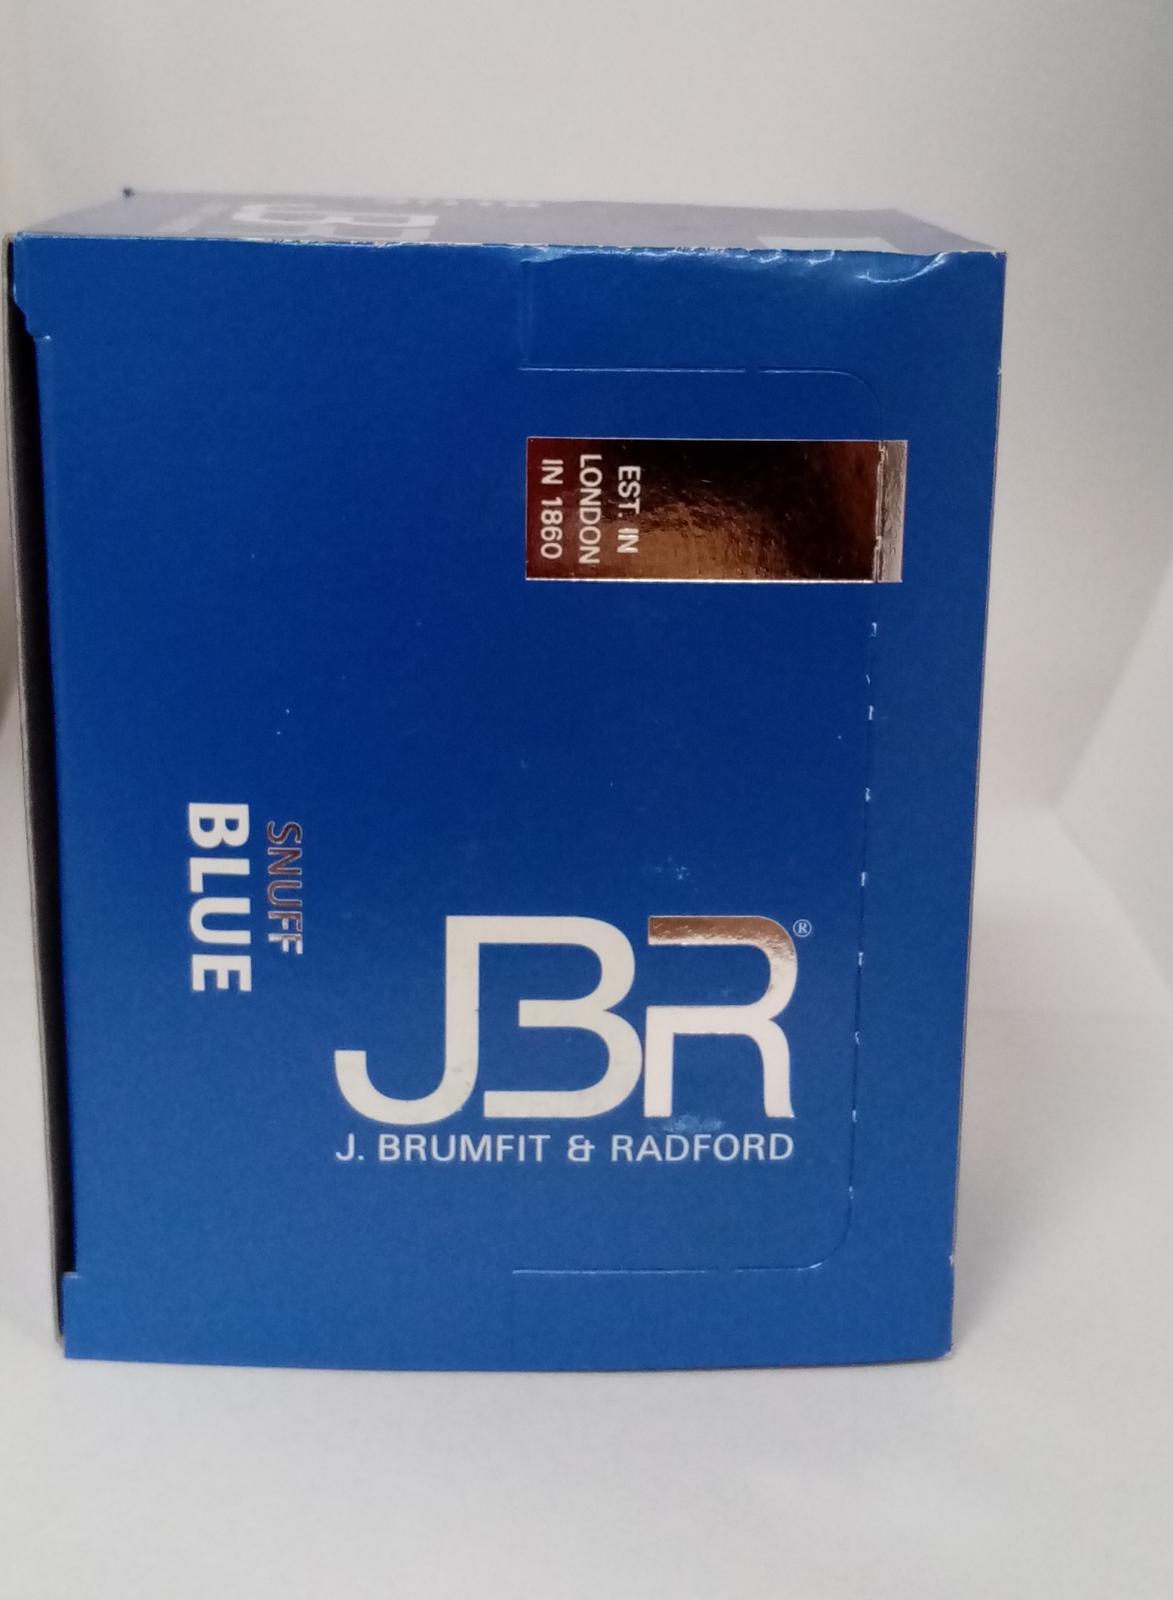 EST. IN
LONDON
IN 1860
SNUFF
BLUE
JBR®
J. BRUMFIT & RADFORD